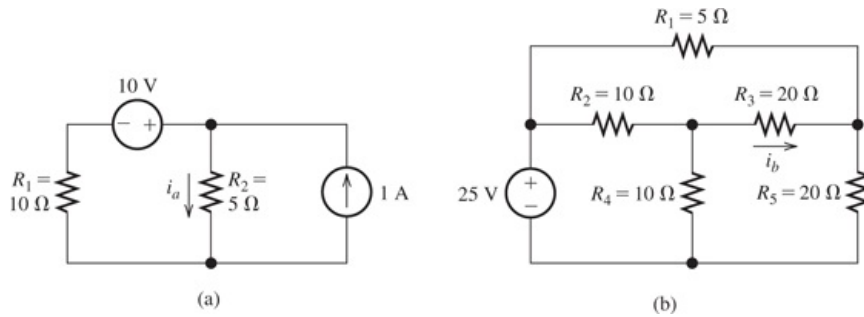 10 V
− +
R1 =
10 Ω
ia
R2 =
5 Ω
1 A
(a)
R1 = 5 Ω
R2 = 10 Ω
R3 = 20 Ω
ib
25 V
+
−
R4 = 10 Ω
R5 = 20 Ω
(b)